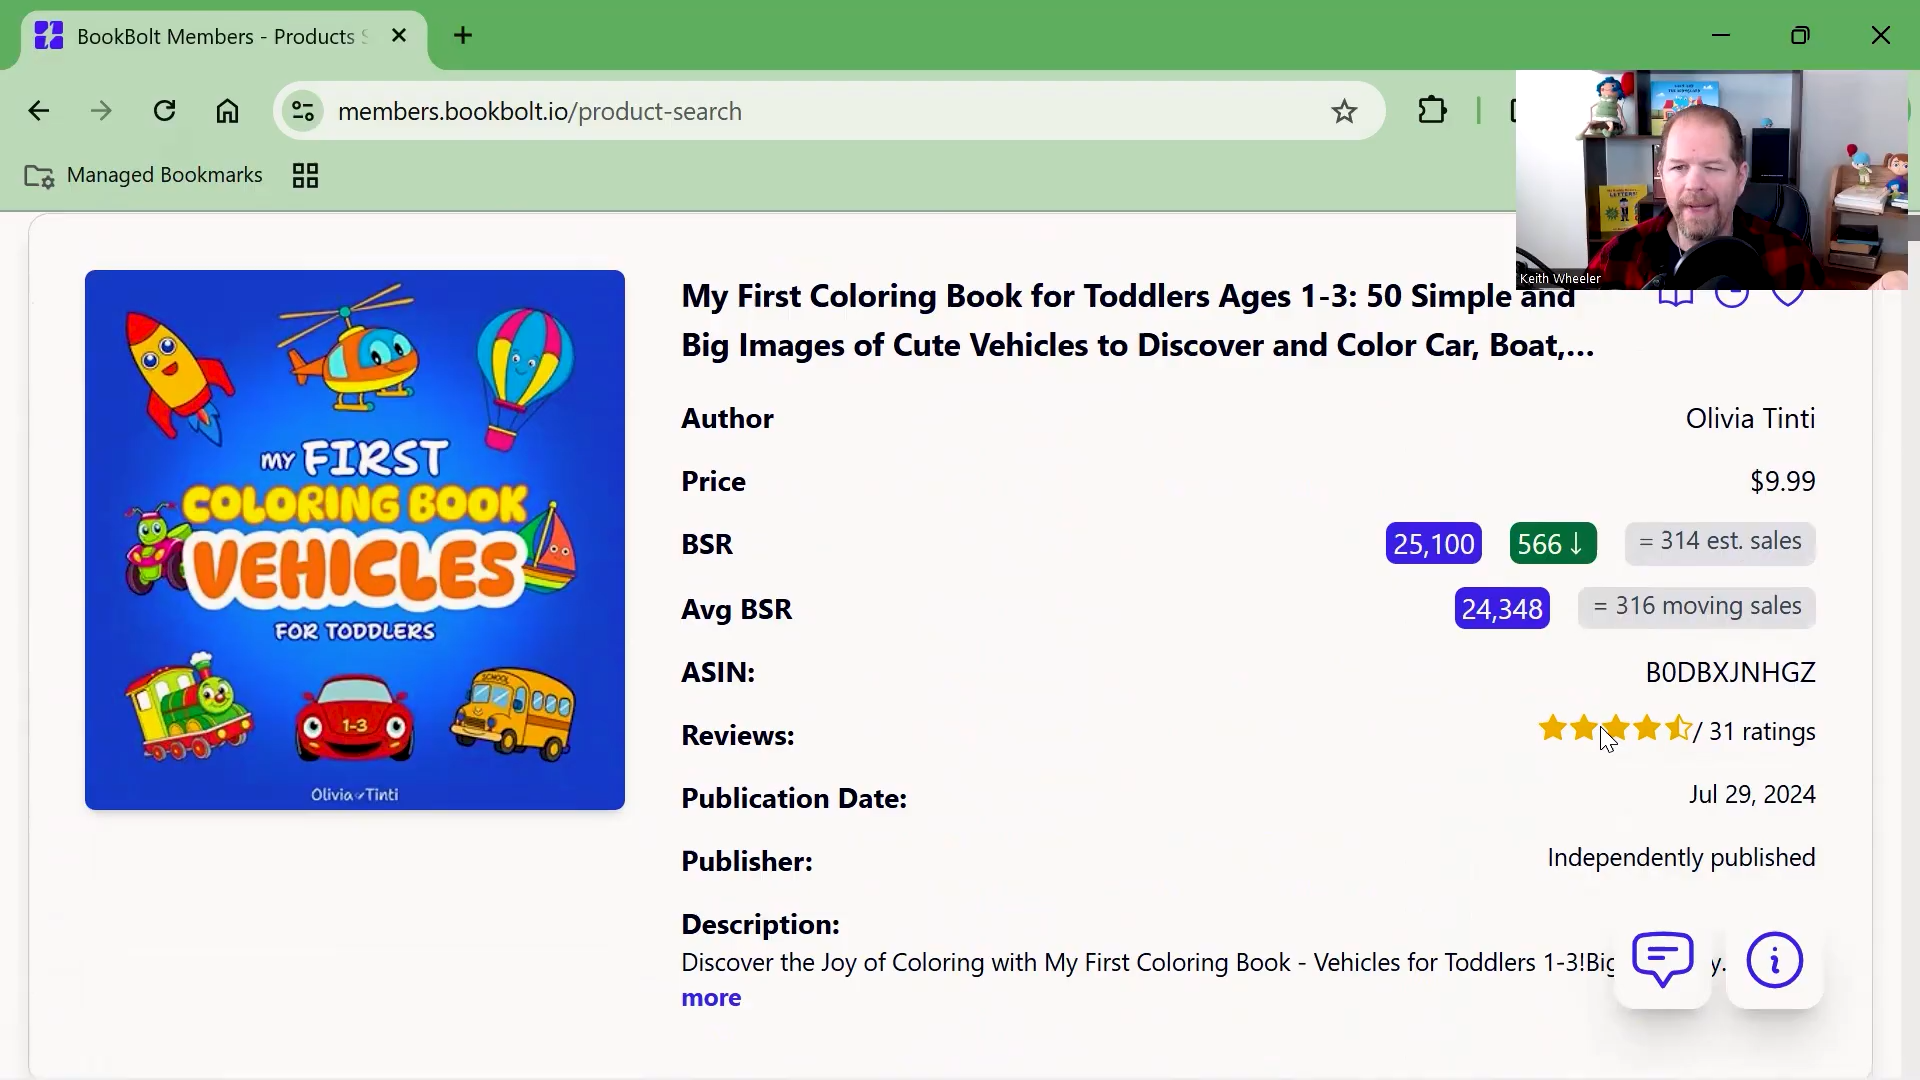 BookBolt Members - Products S
members.bookbolt.io/product-search
Managed Bookmarks
Keith Wheeler
My First Coloring Book for Toddlers Ages 1-3: 50 Simple and
Big Images of Cute Vehicles to Discover and Color Car, Boat,...
Author
Olivia Tinti
Price
$9.99
BSR
25,100
566↓
= 314 est. sales
Avg BSR
24,348
= 316 moving sales
ASIN:
B0DBXJNHGZ
Reviews:
/ 31 ratings
Publication Date:
Jul 29, 2024
Publisher:
Independently published
Description:
Discover the Joy of Coloring with My First Coloring Book - Vehicles for Toddlers 1-3!Big y.
more
MY FIRST
COLORING BOOK
VEHICLES
FOR TODDLERS
SCHOOL
1-3
Olivia Tinti